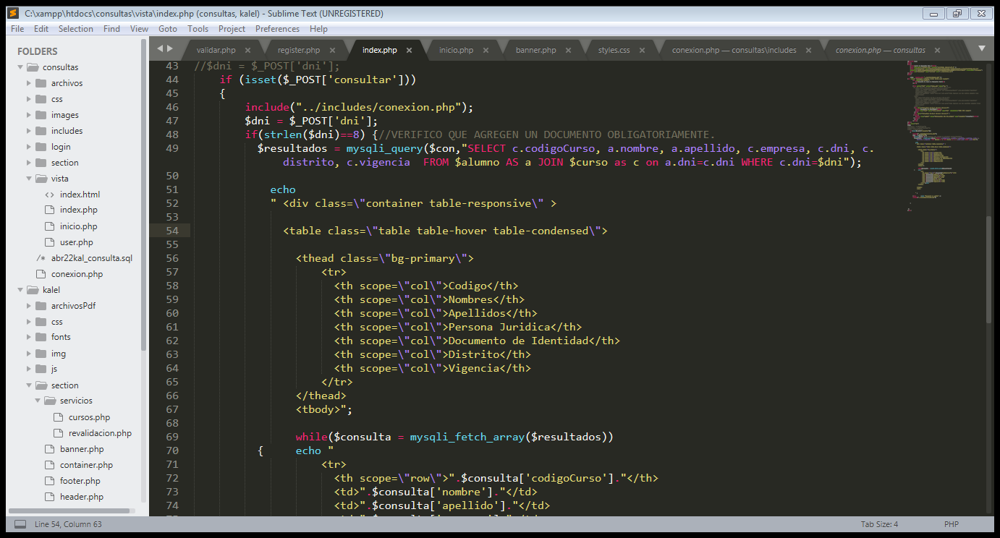 C:\xampp\htdocs\consultas\vista\index.php (consultas, kalel) - Sublime Text (UNREGISTERED)
File Edit Selection Find View Goto Tools Project Preferences Help
FOLDERS
consultas
archivos
css
images
includes
login
section
vista
index.html
index.php
inicio.php
user.php
abr22kal_consulta.sql
conexion.php
kalel
archivosPdf
css
fonts
img
js
section
servicios
cursos.php
revalidacion.php
banner.php
container.php
footer.php
header.php
validar.php register.php index.php inicio.php banner.php styles.css conexion.php — consultas\includes conexion.php — consultas
43 //$dni = $_POST['dni'];
44 if (isset($_POST['consultar']))
45 {
46 include("../includes/conexion.php");
47 $dni = $_POST['dni'];
48 if(strlen($dni)==8) {//VERIFICO QUE AGREGEN UN DOCUMENTO OBLIGATORIAMENTE.
49 $resultados = mysqli_query($con,"SELECT c.codigoCurso, a.nombre, a.apellido, c.empresa, c.dni, c.
distrito, c.vigencia  FROM $alumno AS a JOIN $curso as c on a.dni=c.dni WHERE c.dni=$dni");
50
51 echo
52 " <div class=\"container table-responsive\" >
53
54 <table class=\"table table-hover table-condensed\">
55
56 <thead class=\"bg-primary\">
57 <tr>
58 <th scope=\"col\">Codigo</th>
59 <th scope=\"col\">Nombres</th>
60 <th scope=\"col\">Apellidos</th>
61 <th scope=\"col\">Persona Juridica</th>
62 <th scope=\"col\">Documento de Identidad</th>
63 <th scope=\"col\">Distrito</th>
64 <th scope=\"col\">Vigencia</th>
65 </tr>
66 </thead>
67 <tbody>";
68
69 while($consulta = mysqli_fetch_array($resultados))
70 { echo "
71 <tr>
72 <th scope=\"row\">".$consulta['codigoCurso']."</th>
73 <td>".$consulta['nombre']."</td>
74 <td>".$consulta['apellido']."</td>
Line 54, Column 63 Tab Size: 4 PHP